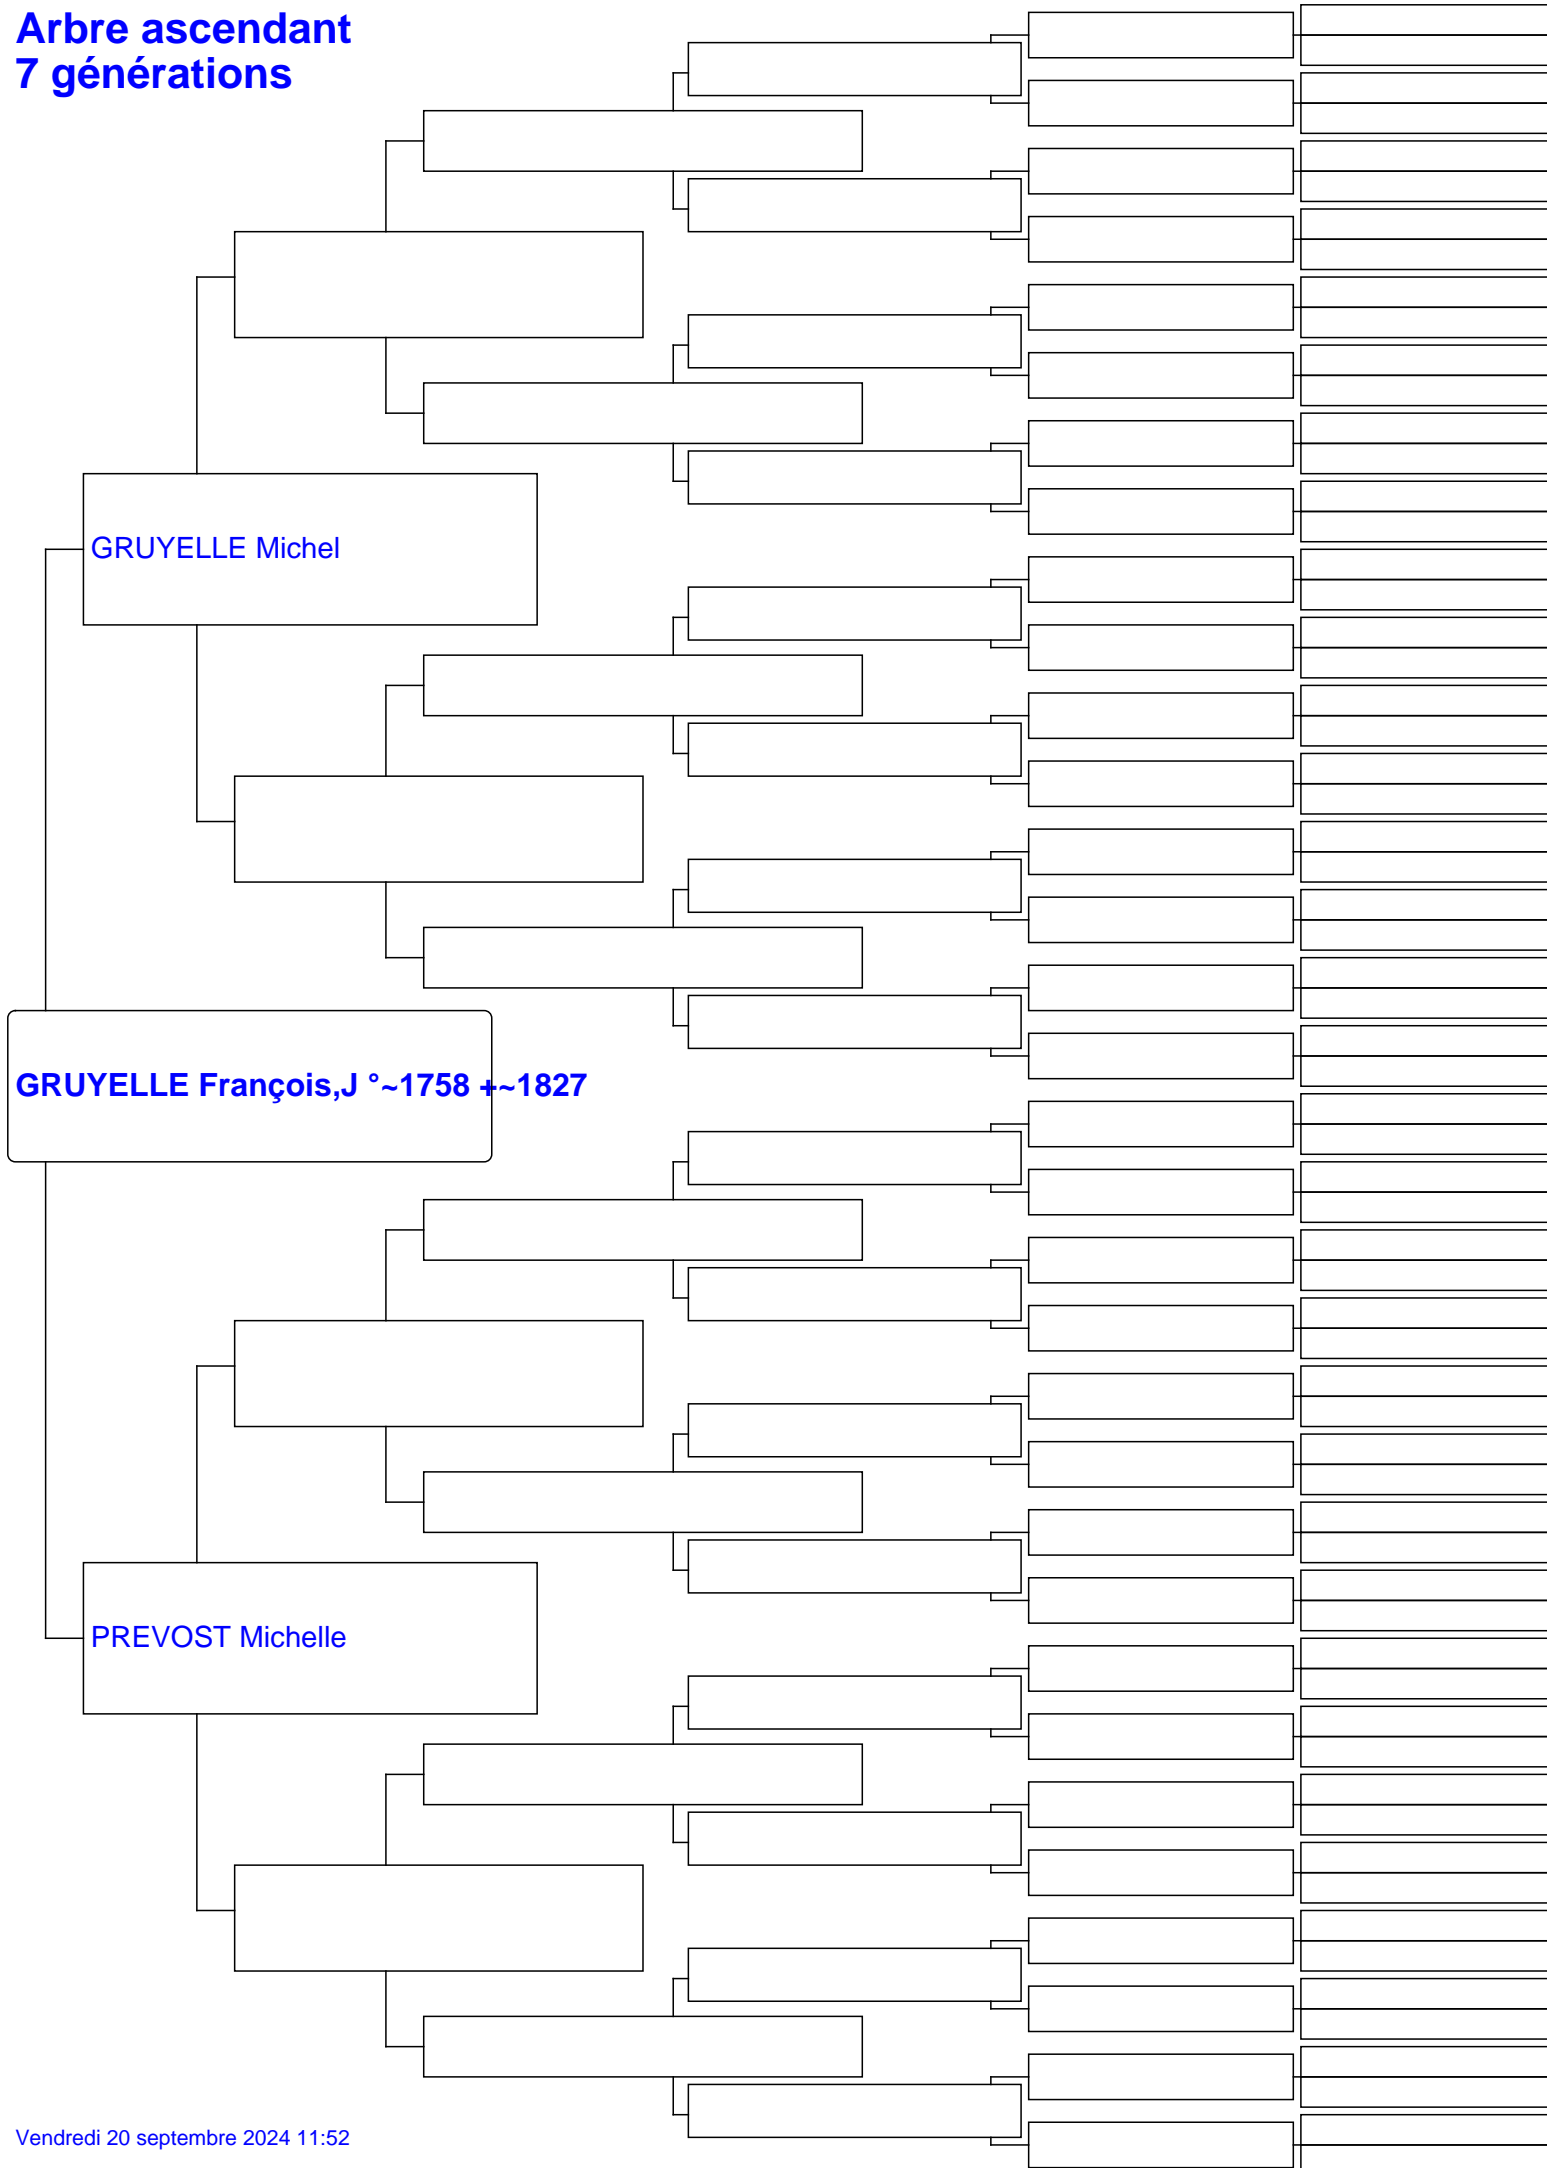 Arbre ascendant
7 générations
GRUYELLE Michel
GRUYELLE François,J °~1758 +~1827
PREVOST Michelle
Vendredi 20 septembre 2024 11:52